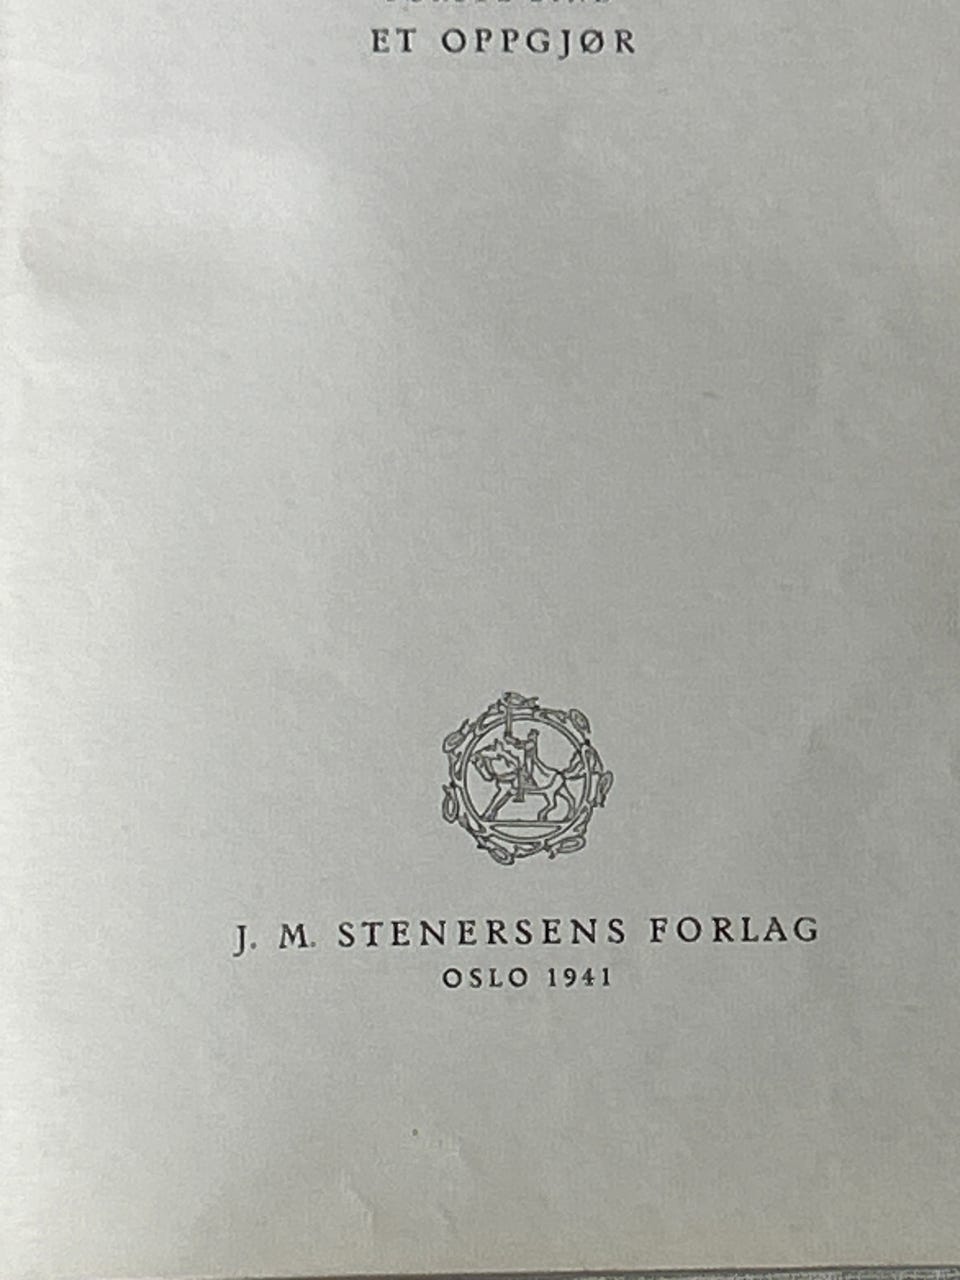 ET OPPGJØR
J. M. STENERSENS FORLAG
OSLO 1941